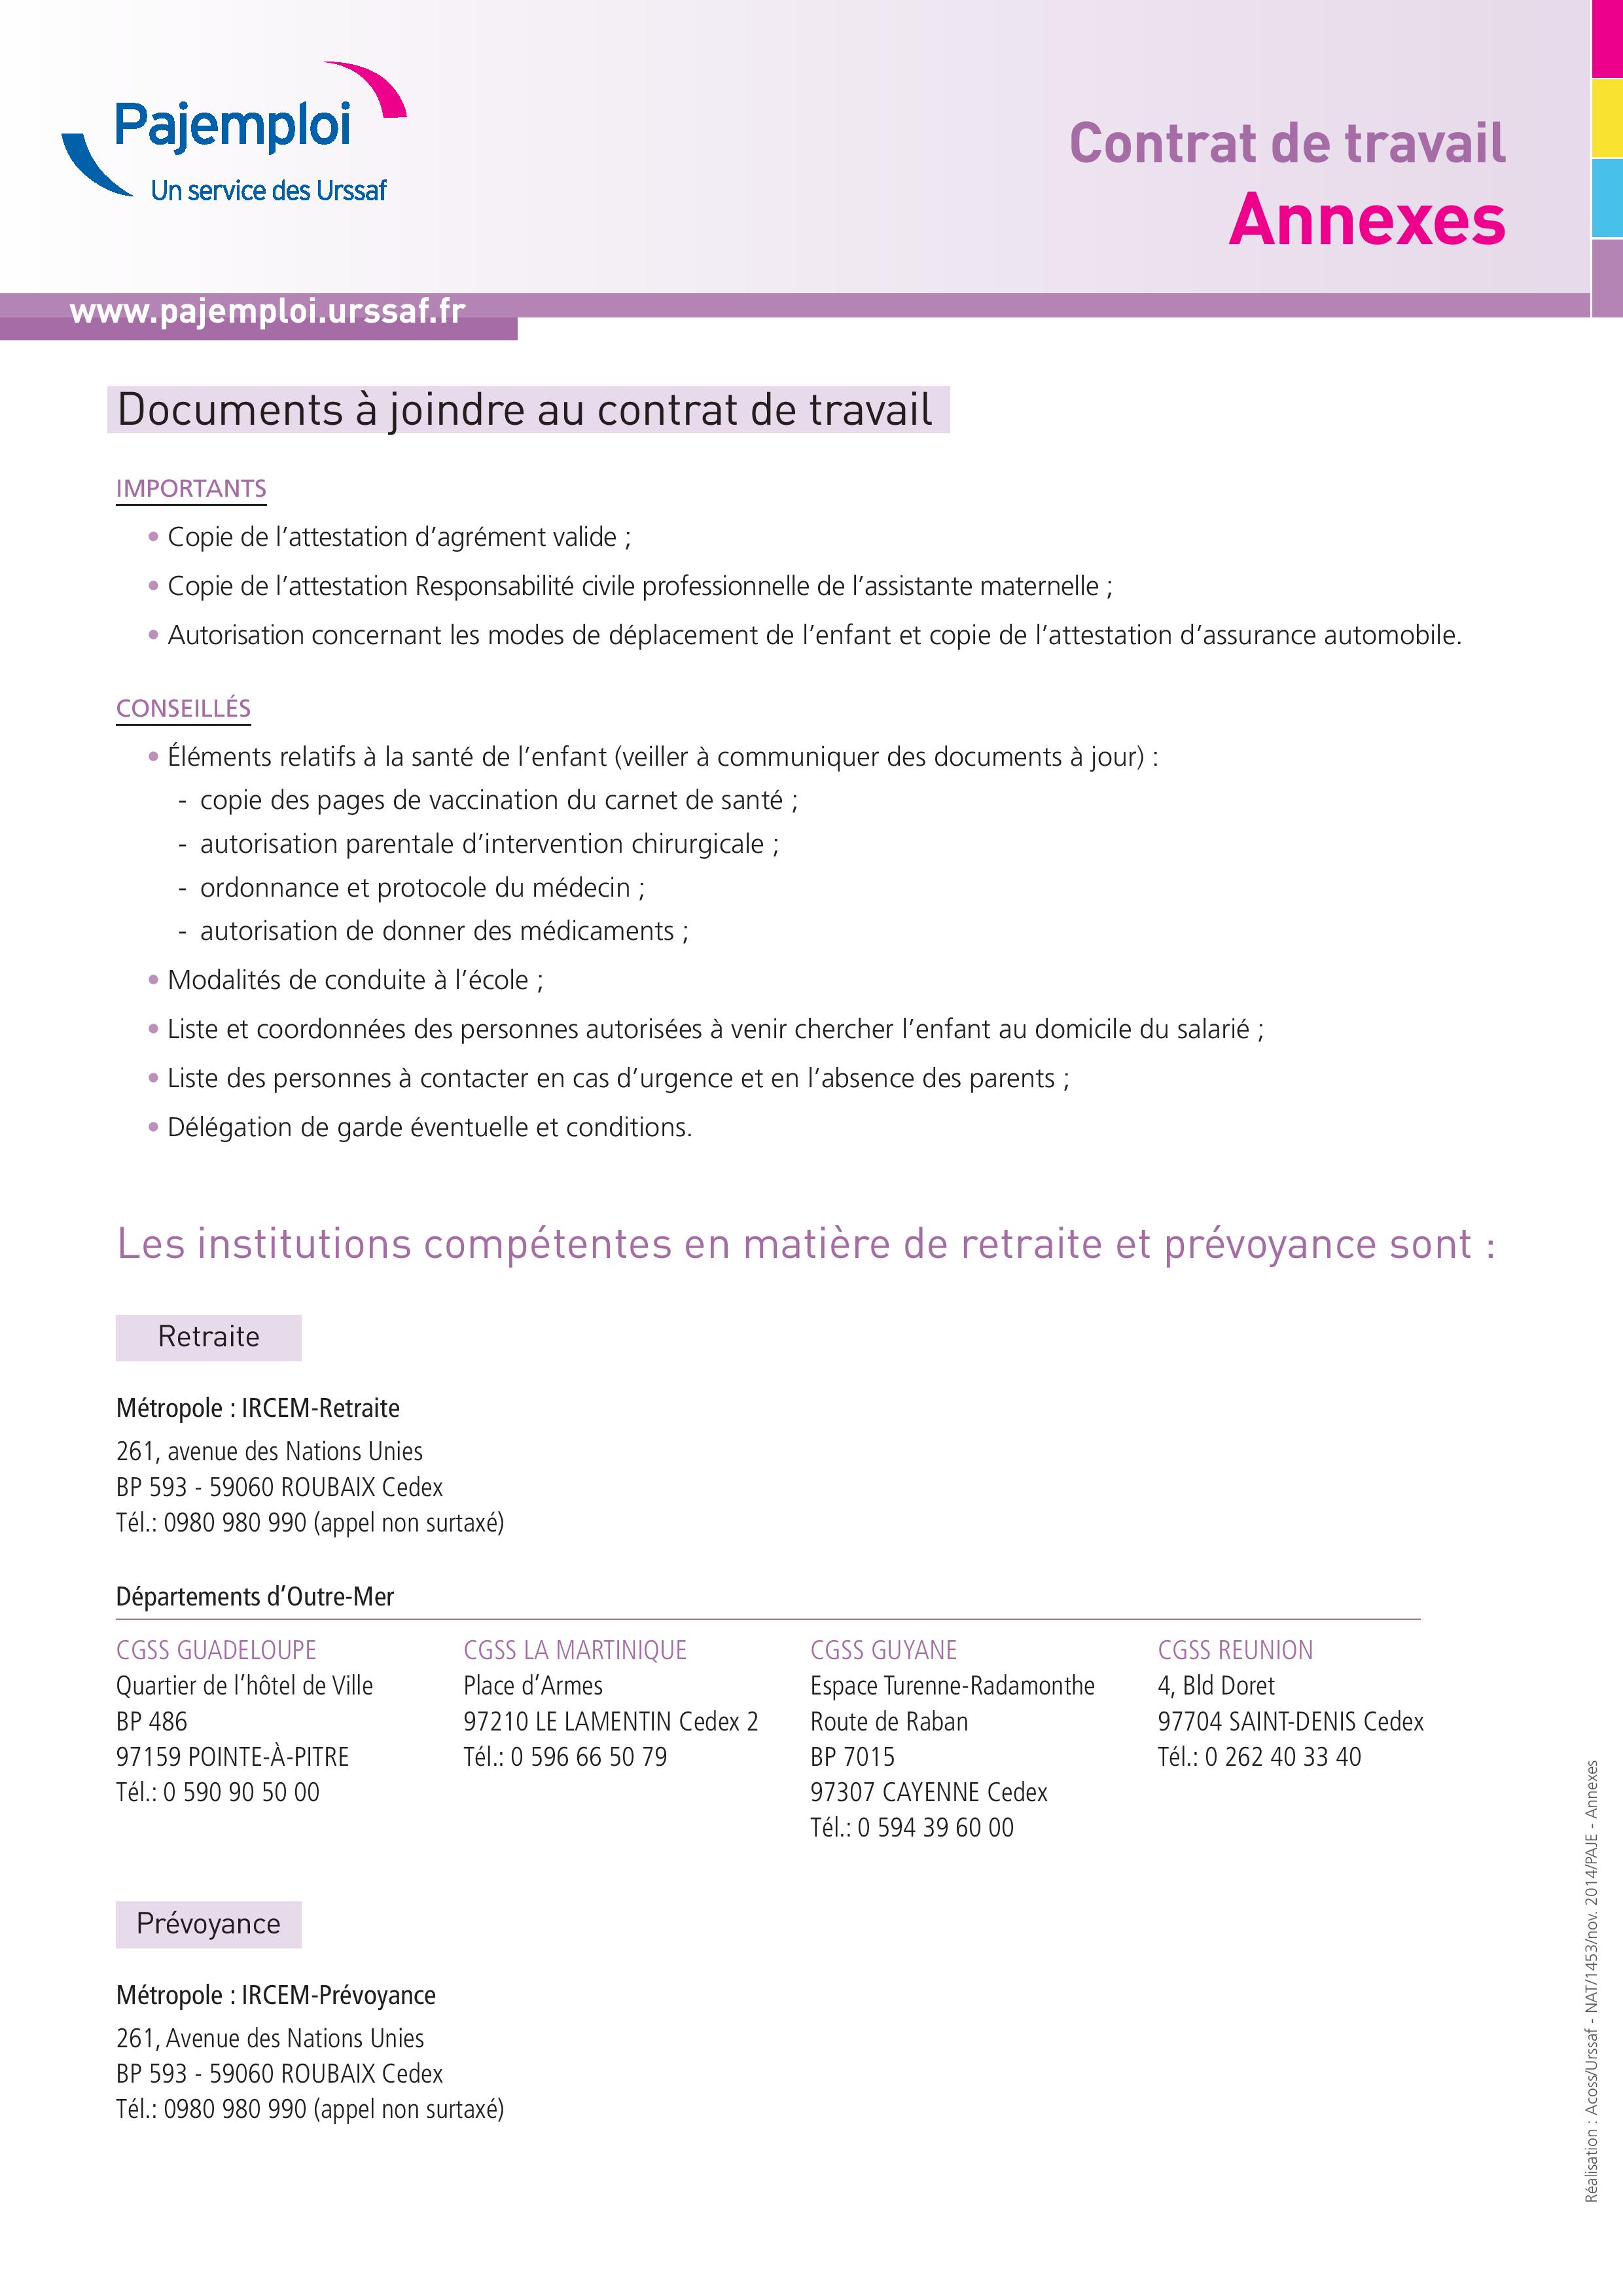 Pajemploi
Un service des Urssaf
Contrat de travail
Annexes
www.pajemploi.urssaf.fr
Documents à joindre au contrat de travail
IMPORTANTS
• Copie de l’attestation d’agrément valide ;
• Copie de l’attestation Responsabilité civile professionnelle de l’assistante maternelle ;
• Autorisation concernant les modes de déplacement de l’enfant et copie de l’attestation d’assurance automobile.
CONSEILLÉS
• Éléments relatifs à la santé de l’enfant (veiller à communiquer des documents à jour) :
- copie des pages de vaccination du carnet de santé ;
- autorisation parentale d’intervention chirurgicale ;
- ordonnance et protocole du médecin ;
- autorisation de donner des médicaments ;
• Modalités de conduite à l’école ;
• Liste et coordonnées des personnes autorisées à venir chercher l’enfant au domicile du salarié ;
• Liste des personnes à contacter en cas d’urgence et en l’absence des parents ;
• Délégation de garde éventuelle et conditions.
Les institutions compétentes en matière de retraite et prévoyance sont :
Retraite
Métropole : IRCEM-Retraite
261, avenue des Nations Unies
BP 593 - 59060 ROUBAIX Cedex
Tél.: 0980 980 990 (appel non surtaxé)
Départements d’Outre-Mer
CGSS GUADELOUPE
Quartier de l’hôtel de Ville
BP 486
97159 POINTE-À-PITRE
Tél.: 0 590 90 50 00
CGSS LA MARTINIQUE
Place d’Armes
97210 LE LAMENTIN Cedex 2
Tél.: 0 596 66 50 79
CGSS GUYANE
Espace Turenne-Radamonthe
Route de Raban
BP 7015
97307 CAYENNE Cedex
Tél.: 0 594 39 60 00
CGSS REUNION
4, Bld Doret
97704 SAINT-DENIS Cedex
Tél.: 0 262 40 33 40
Prévoyance
Métropole : IRCEM-Prévoyance
261, Avenue des Nations Unies
BP 593 - 59060 ROUBAIX Cedex
Tél.: 0980 980 990 (appel non surtaxé)
Réalisation : Acoss/Urssaf - NAT/1453/nov. 2014/PAJE - Annexes